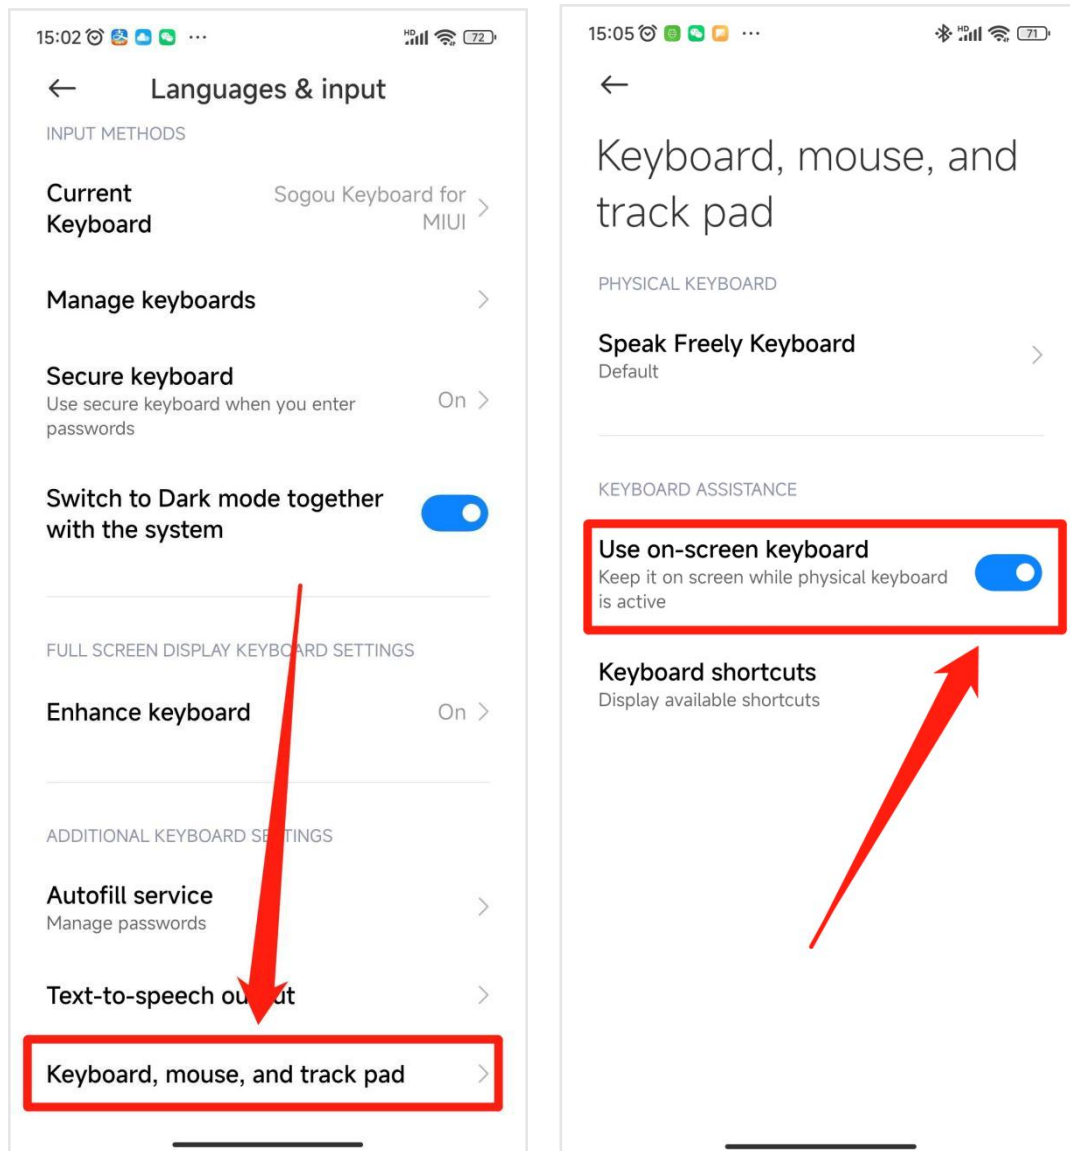 15:02
HD
72
Languages & input
INPUT METHODS
Current
Keyboard
Sogou Keyboard for
MIUI
Manage keyboards
Secure keyboard
Use secure keyboard when you enter
passwords
On
Switch to Dark mode together
with the system
FULL SCREEN DISPLAY KEYBOARD SETTINGS
Enhance keyboard
On
ADDITIONAL KEYBOARD SETTINGS
Autofill service
Manage passwords
Text-to-speech output
Keyboard, mouse, and track pad
15:05
HD
71
Keyboard, mouse, and
track pad
PHYSICAL KEYBOARD
Speak Freely Keyboard
Default
KEYBOARD ASSISTANCE
Use on-screen keyboard
Keep it on screen while physical keyboard
is active
Keyboard shortcuts
Display available shortcuts